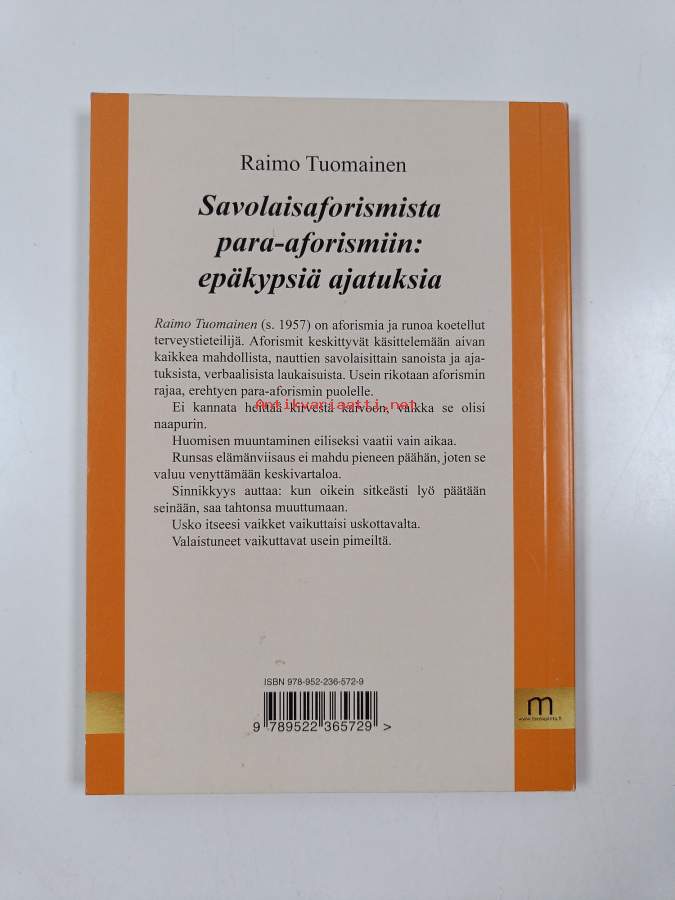 Raimo Tuomainen
Savolaisaforismista
para-aforismiin:
epäkypsiä ajatuksia
Raimo Tuomainen (s. 1957) on aforismia ja runoa koetellut
terveystieteilijä. Aforismit keskittyvät käsittelemään aivan
kaikkea mahdollista, nauttien savolaisittain sanoista ja aja-
tuksista, verbaalisista laukaisuista. Usein rikotaan aforismin
rajaa, erehtyen para-aforismin puolelle.
Ei kannata heittää kirvestä kaivoon, vaikka se olisi
naapurin.
Antikvariaatti.net
Huomisen muuntaminen eiliseksi vaatii vain aikaa.
Runsas elämänviisaus ei mahdu pieneen päähän, joten se
valuu venyttämään keskivartaloa.
Sinnikkyys auttaa: kun oikein sitkeästi lyö päätään
seinään, saa tahtonsa muuttumaan.
Usko itseesi vaikket vaikuttaisi uskottavalta.
Valaistuneet vaikuttavat usein pimeiltä.
ISBN 978-952-236-572-9
9 789522 365729 >
m